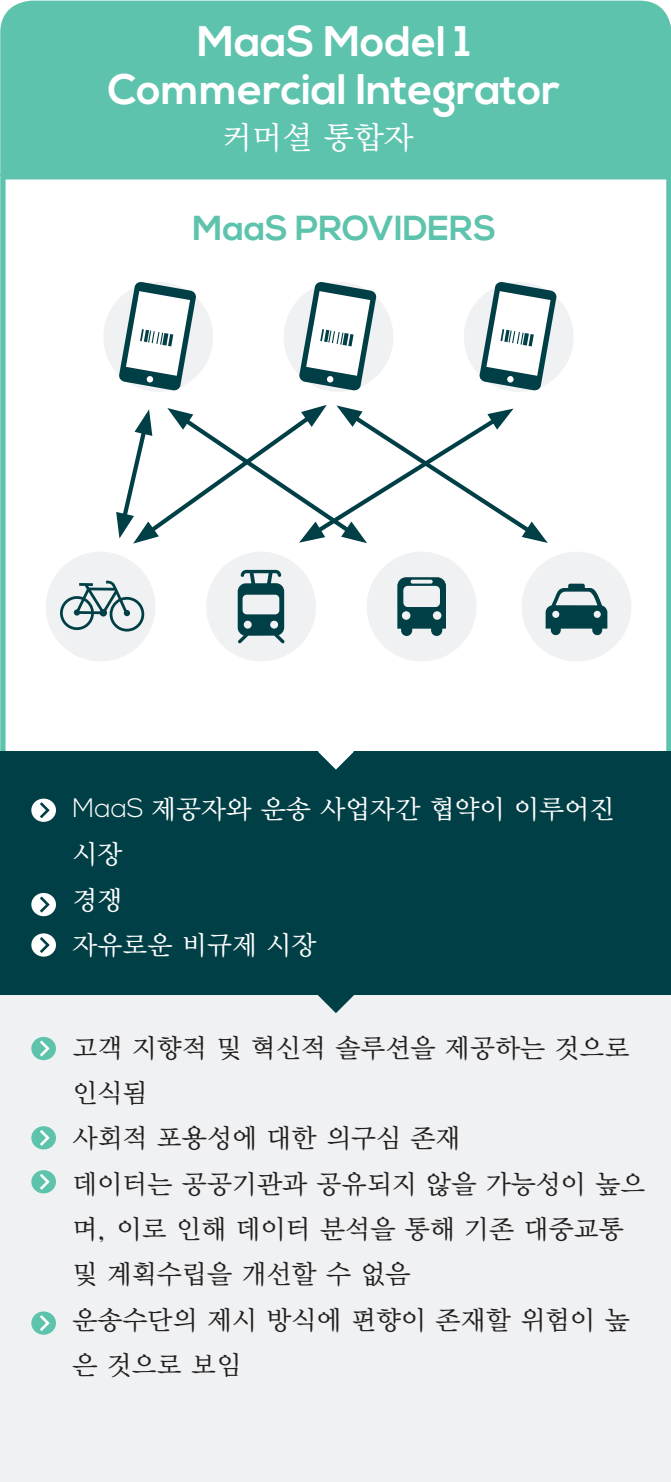 MaaS Model 1
Commercial Integrator
커머셜 통합자
MaaS PROVIDERS
MaaS 제공자와 운송 사업자간 협약이 이루어진
시장
경쟁
자유로운 비규제 시장
고객 지향적 및 혁신적 솔루션을 제공하는 것으로
인식됨
사회적 포용성에 대한 의구심 존재
데이터는 공공기관과 공유되지 않을 가능성이 높으
며, 이로 인해 데이터 분석을 통해 기존 대중교통
및 계획수립을 개선할 수 없음
운송수단의 제시 방식에 편향이 존재할 위험이 높
은 것으로 보임